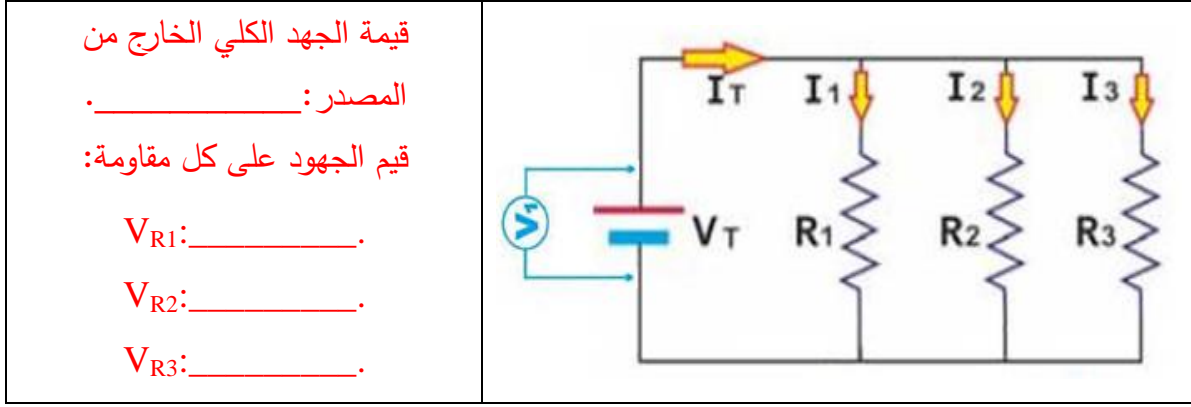 قيمة الجهد الكلي الخارج من
المصدر:___________.
قيم الجهود على كل مقاومة:
VR1:__________.
VR2:__________.
VR3:__________.
IT I1 I2 I3
V1 VT R1 R2 R3